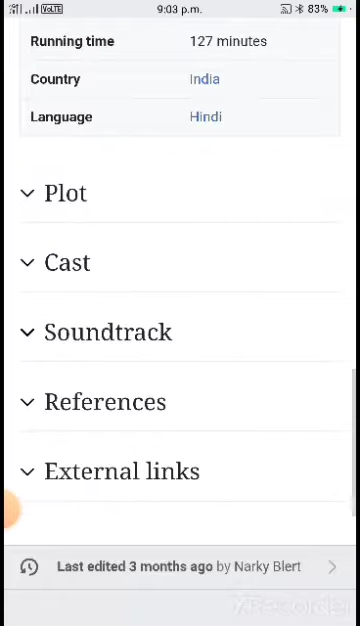 VoLTE 9:03 p.m. 83%
Running time 127 minutes
Country India
Language Hindi
Plot
Cast
Soundtrack
References
External links
Last edited 3 months ago by Narky Blert
XRecorder